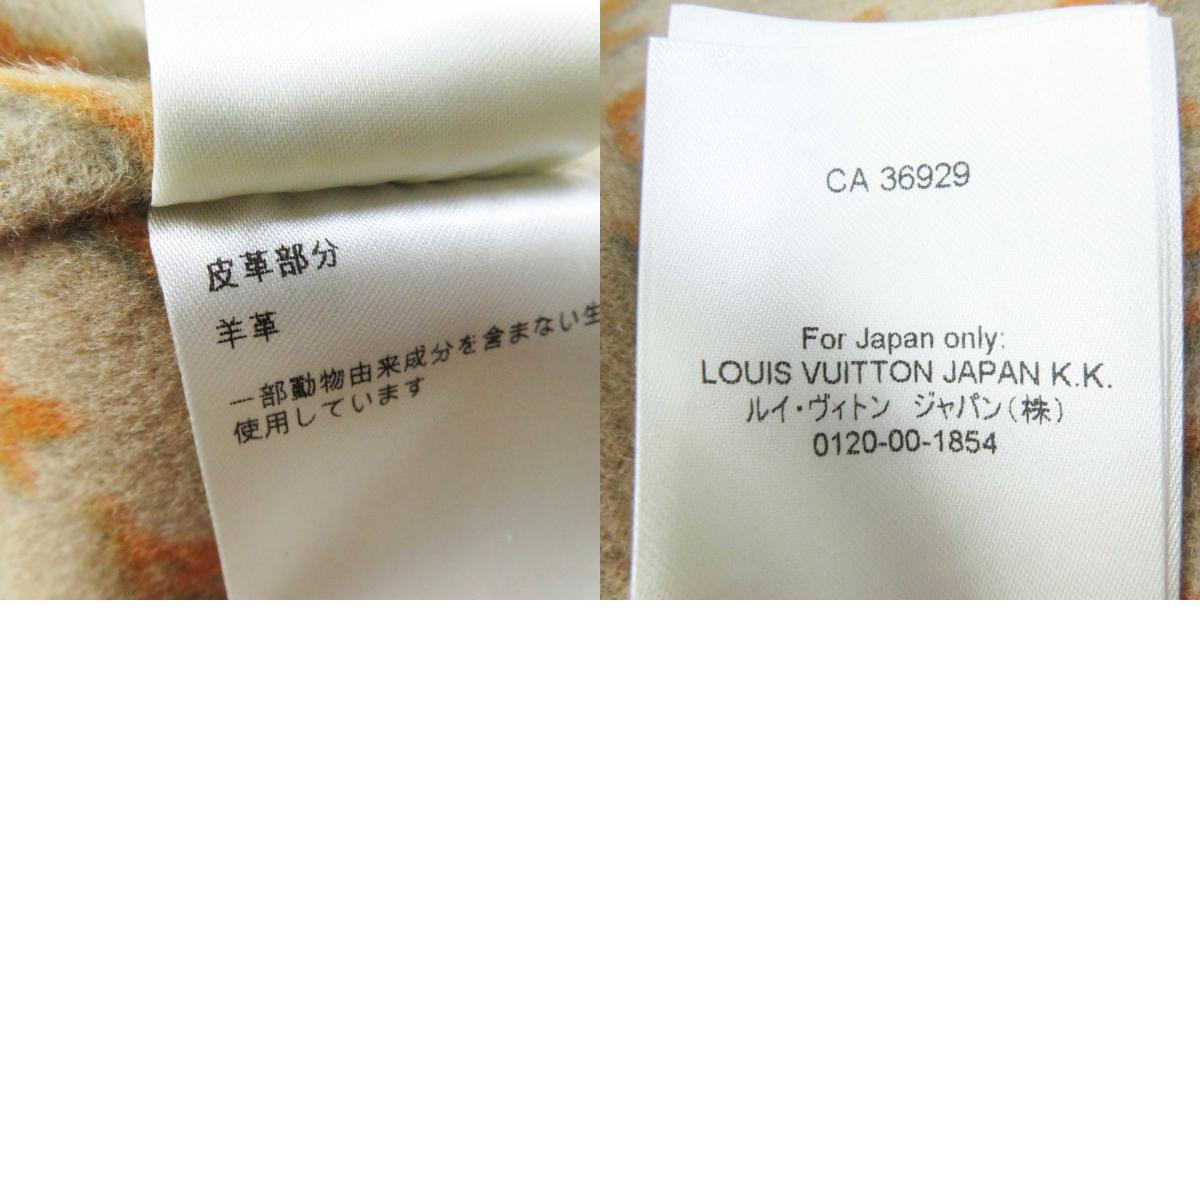 皮革部分
羊革
一部動物由来成分を含まない生
使用しています
CA 36929
For Japan only:
LOUIS VUITTON JAPAN K.K.
ルイ・ヴィトン ジャパン(株)
0120-00-1854